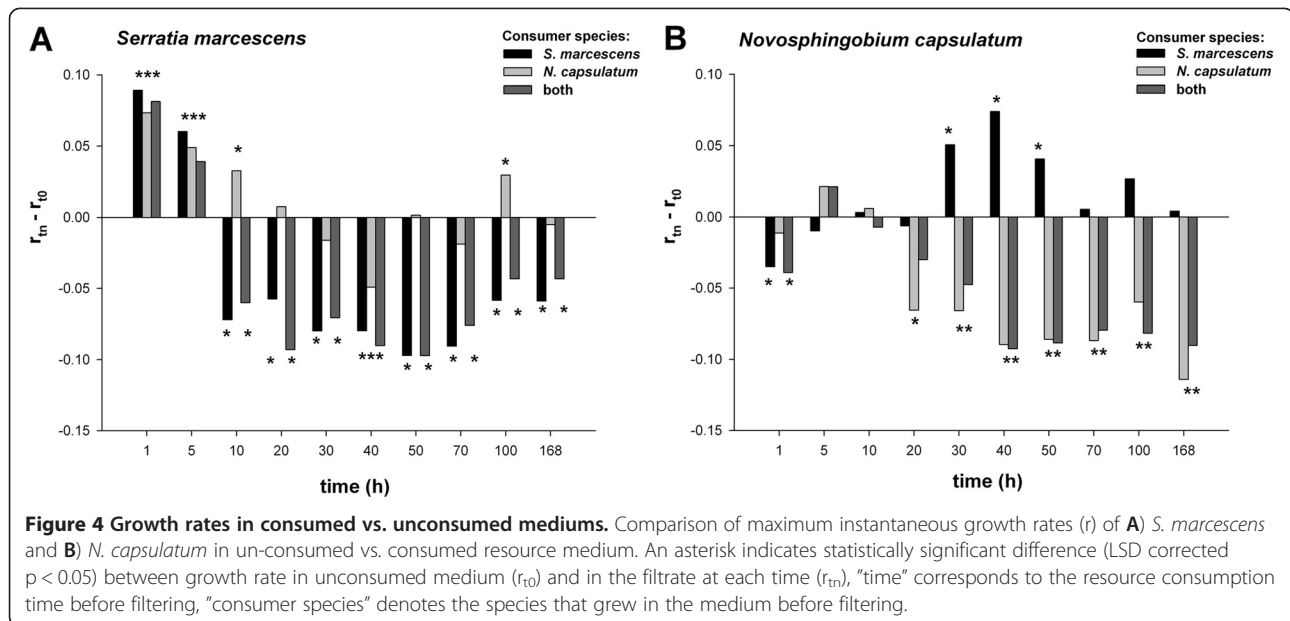 A
Serratia marcescens
Consumer species:
S. marcescens
N. capsulatum
both
0.10
0.05
0.00
-0.05
-0.10
-0.15
r_tn - r_t0
***
***
*
*
* *
* *
* *
***
* *
* *
* *
* *
1 5 10 20 30 40 50 70 100 168
time (h)
B
Novosphingobium capsulatum
Consumer species:
S. marcescens
N. capsulatum
both
0.10
0.05
0.00
-0.05
-0.10
-0.15
r_tn - r_t0
*
*
*
* *
*
**
**
**
**
**
**
1 5 10 20 30 40 50 70 100 168
time (h)
Figure 4 Growth rates in consumed vs. unconsumed mediums. Comparison of maximum instantaneous growth rates (r) of A) S. marcescens
and B) N. capsulatum in un-consumed vs. consumed resource medium. An asterisk indicates statistically significant difference (LSD corrected
p < 0.05) between growth rate in unconsumed medium (r_t0) and in the filtrate at each time (r_tn), "time" corresponds to the resource consumption
time before filtering, "consumer species" denotes the species that grew in the medium before filtering.